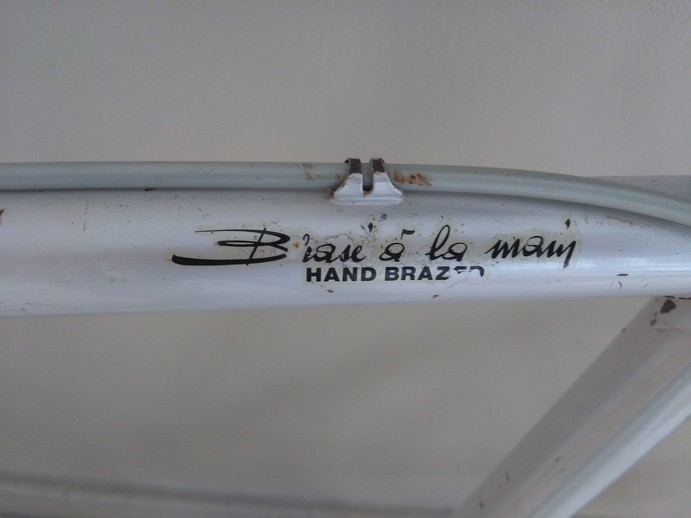 Brasé à la main
HAND BRAZED